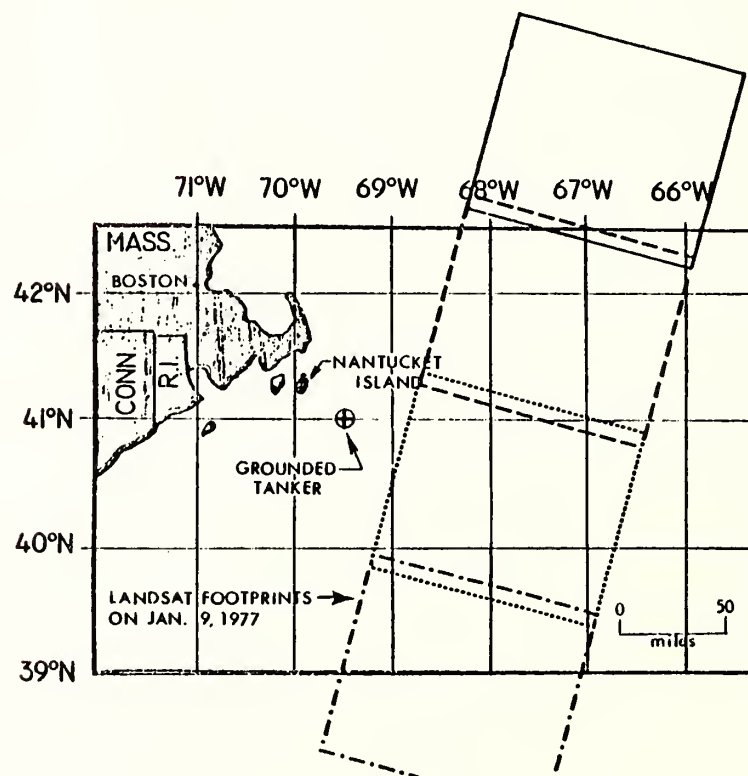 71°W 70°W 69°W 68°W 67°W 66°W
MASS.
BOSTON
42°N
CONN
R.I.
NANTUCKET
ISLAND
41°N
GROUNDED
TANKER
40°N
LANDSAT FOOTPRINTS
ON JAN. 9, 1977
0 50
miles
39°N